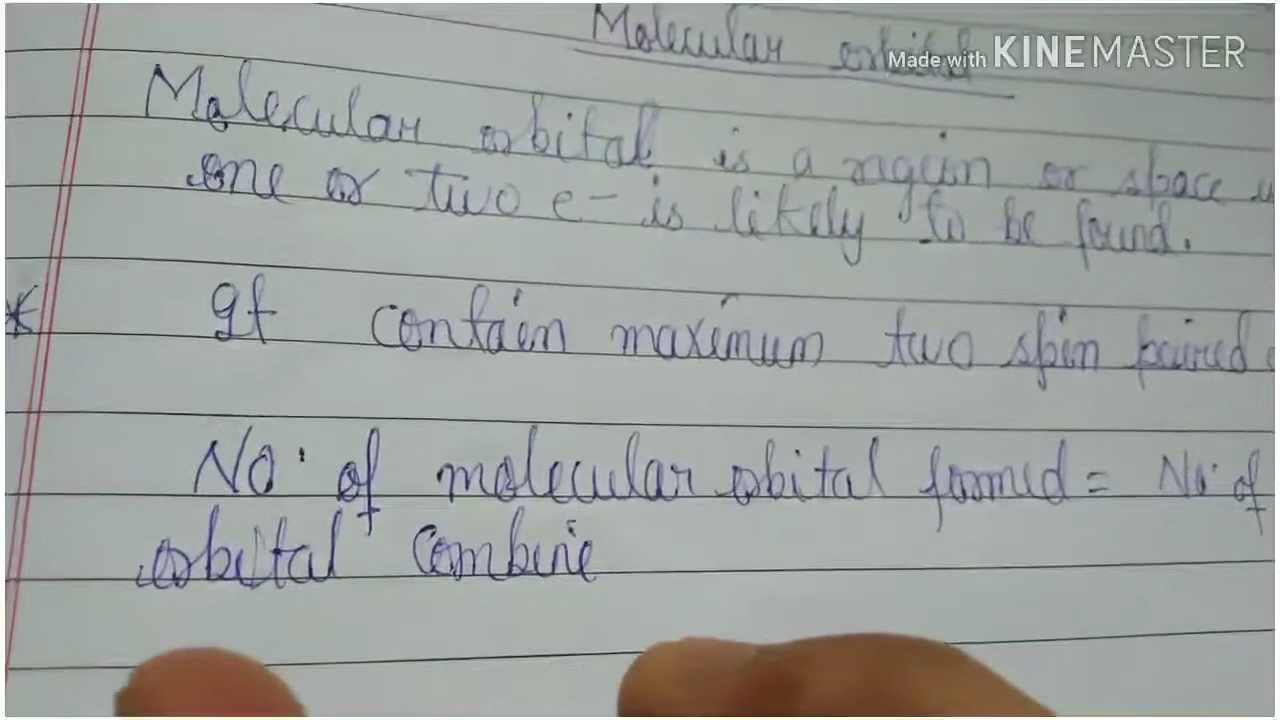 Molecular orbital
Made with KINEMASTER
Molecular orbital is a region or space
one or two e- is likely to be found.
* It contain maximum two spin paired
No. of molecular orbital formed = No. of
orbital combine